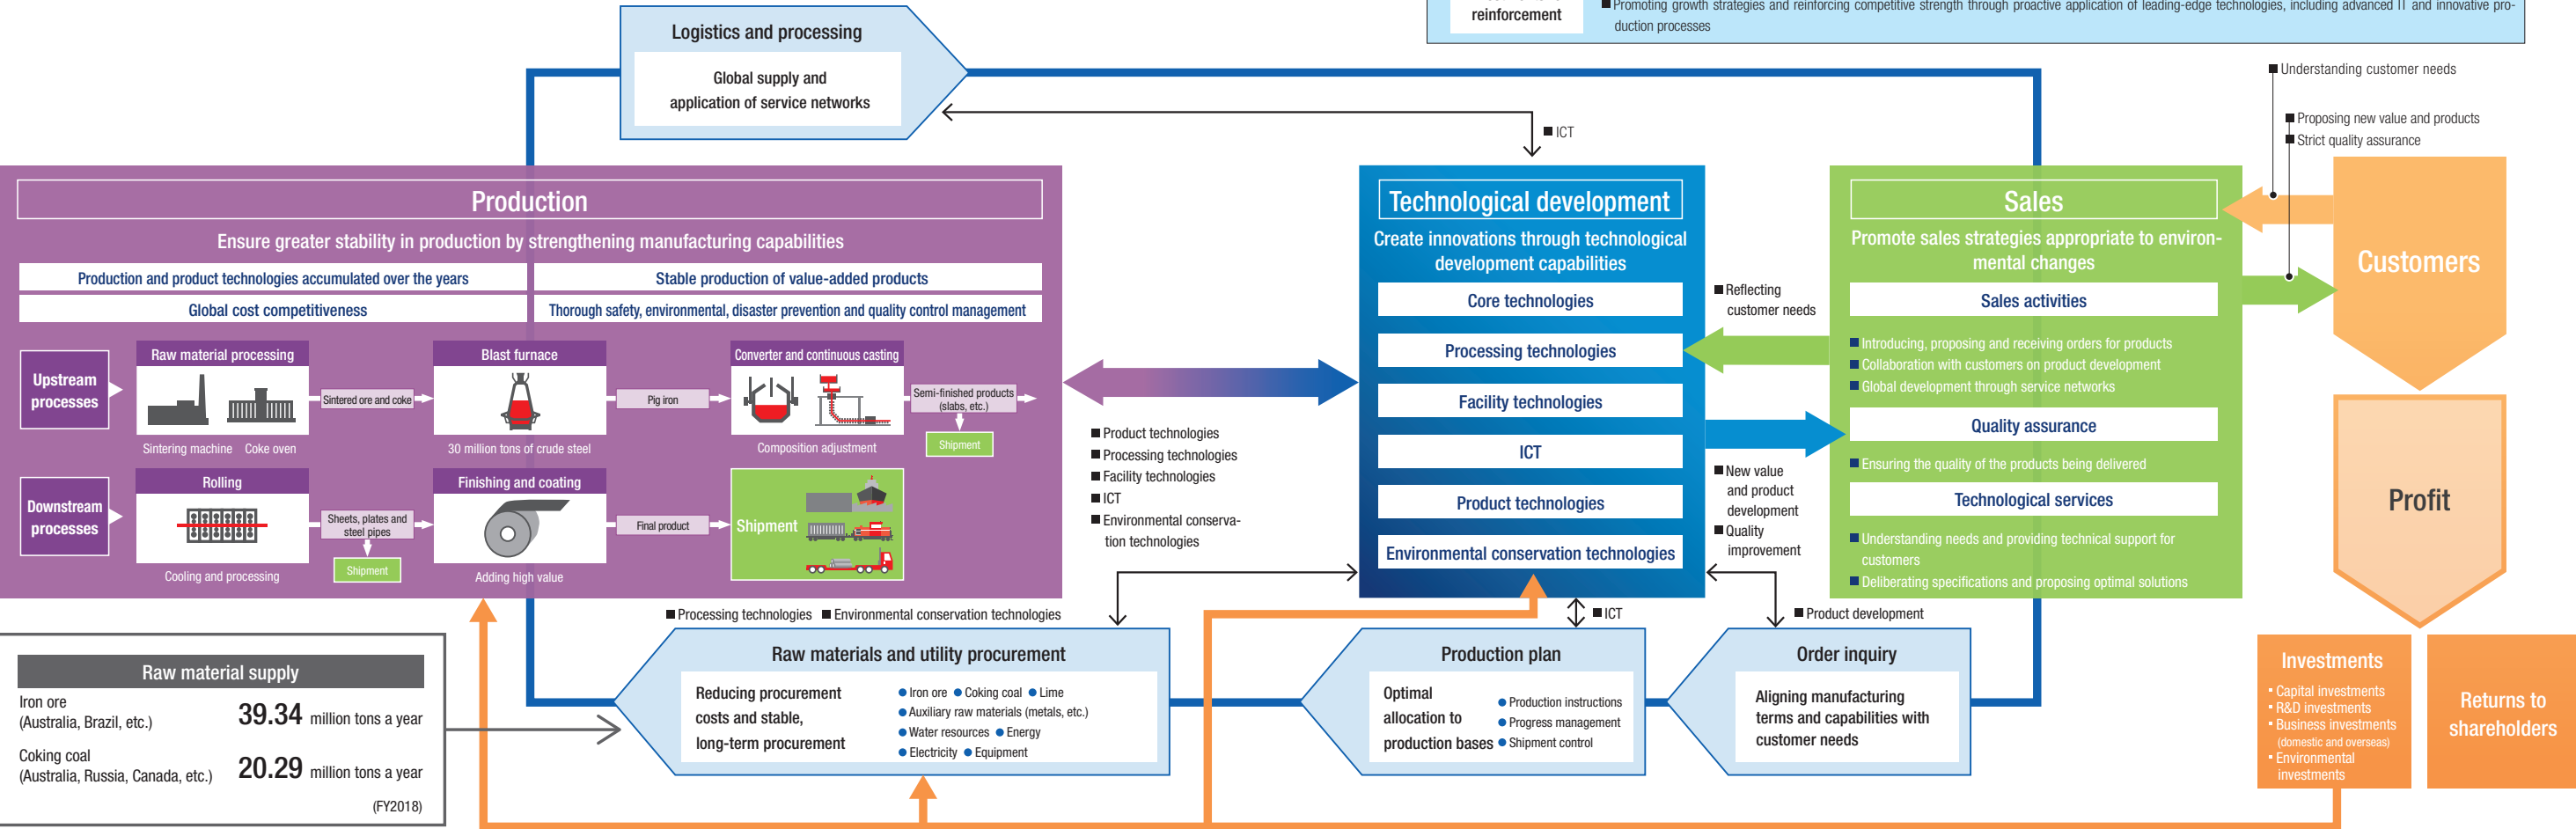 reinforcement
■Promoting growth strategies and reinforcing competitive strength through proactive application of leading-edge technologies, including advanced IT and innovative pro-
duction processes
Logistics and processing
Global supply and
application of service networks
■ICT
■Understanding customer needs
■Proposing new value and products
■Strict quality assurance
Production
Ensure greater stability in production by strengthening manufacturing capabilities
Production and product technologies accumulated over the years
Stable production of value-added products
Global cost competitiveness
Thorough safety, environmental, disaster prevention and quality control management
Upstream
processes
Raw material processing
Sintering machine
Coke oven
Sintered ore and coke
Blast furnace
30 million tons of crude steel
Pig iron
Converter and continuous casting
Composition adjustment
Semi-finished products
(slabs, etc.)
Shipment
Downstream
processes
Rolling
Cooling and processing
Sheets, plates and
steel pipes
Shipment
Finishing and coating
Adding high value
Final product
Shipment
■Product technologies
■Processing technologies
■Facility technologies
■ICT
■Environmental conserva-
tion technologies
Technological development
Create innovations through technological
development capabilities
Core technologies
Processing technologies
Facility technologies
ICT
Product technologies
Environmental conservation technologies
■Reflecting
customer needs
■New value
and product
development
■Quality
improvement
Sales
Promote sales strategies appropriate to environ-
mental changes
Sales activities
■Introducing, proposing and receiving orders for products
■Collaboration with customers on product development
■Global development through service networks
Quality assurance
■Ensuring the quality of the products being delivered
Technological services
■Understanding needs and providing technical support for
customers
■Deliberating specifications and proposing optimal solutions
Customers
Profit
■Processing technologies ■Environmental conservation technologies
■ICT
■Product development
Raw material supply
Iron ore
(Australia, Brazil, etc.)
39.34 million tons a year
Coking coal
(Australia, Russia, Canada, etc.)
20.29 million tons a year
(FY2018)
Raw materials and utility procurement
Reducing procurement
costs and stable,
long-term procurement
●Iron ore ●Coking coal ●Lime
●Auxiliary raw materials (metals, etc.)
●Water resources ●Energy
●Electricity ●Equipment
Production plan
Optimal
allocation to
production bases
●Production instructions
●Progress management
●Shipment control
Order inquiry
Aligning manufacturing
terms and capabilities with
customer needs
Investments
・Capital investments
・R&D investments
・Business investments
(domestic and overseas)
・Environmental
investments
Returns to
shareholders